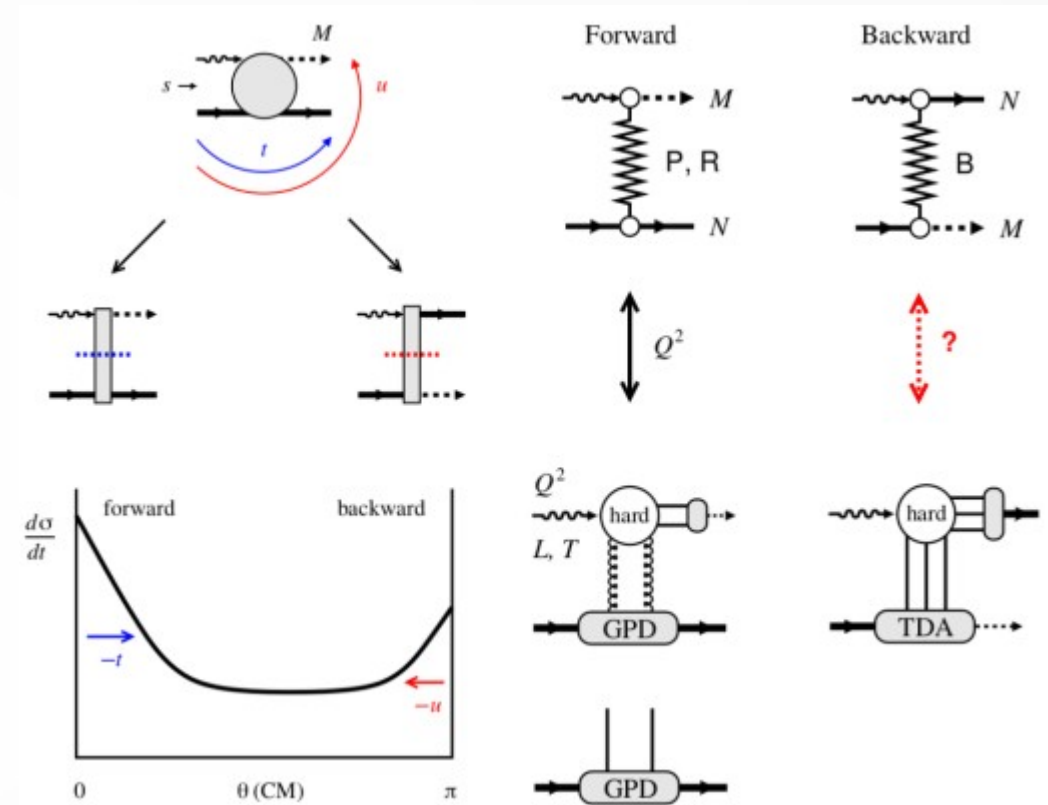 M
s →
u
t
Forward
Backward
M
P, R
N
N
B
M
Q²
?
dσ
dt
forward
backward
−t
−u
0
θ (CM)
π
Q²
L, T
hard
GPD
hard
TDA
GPD